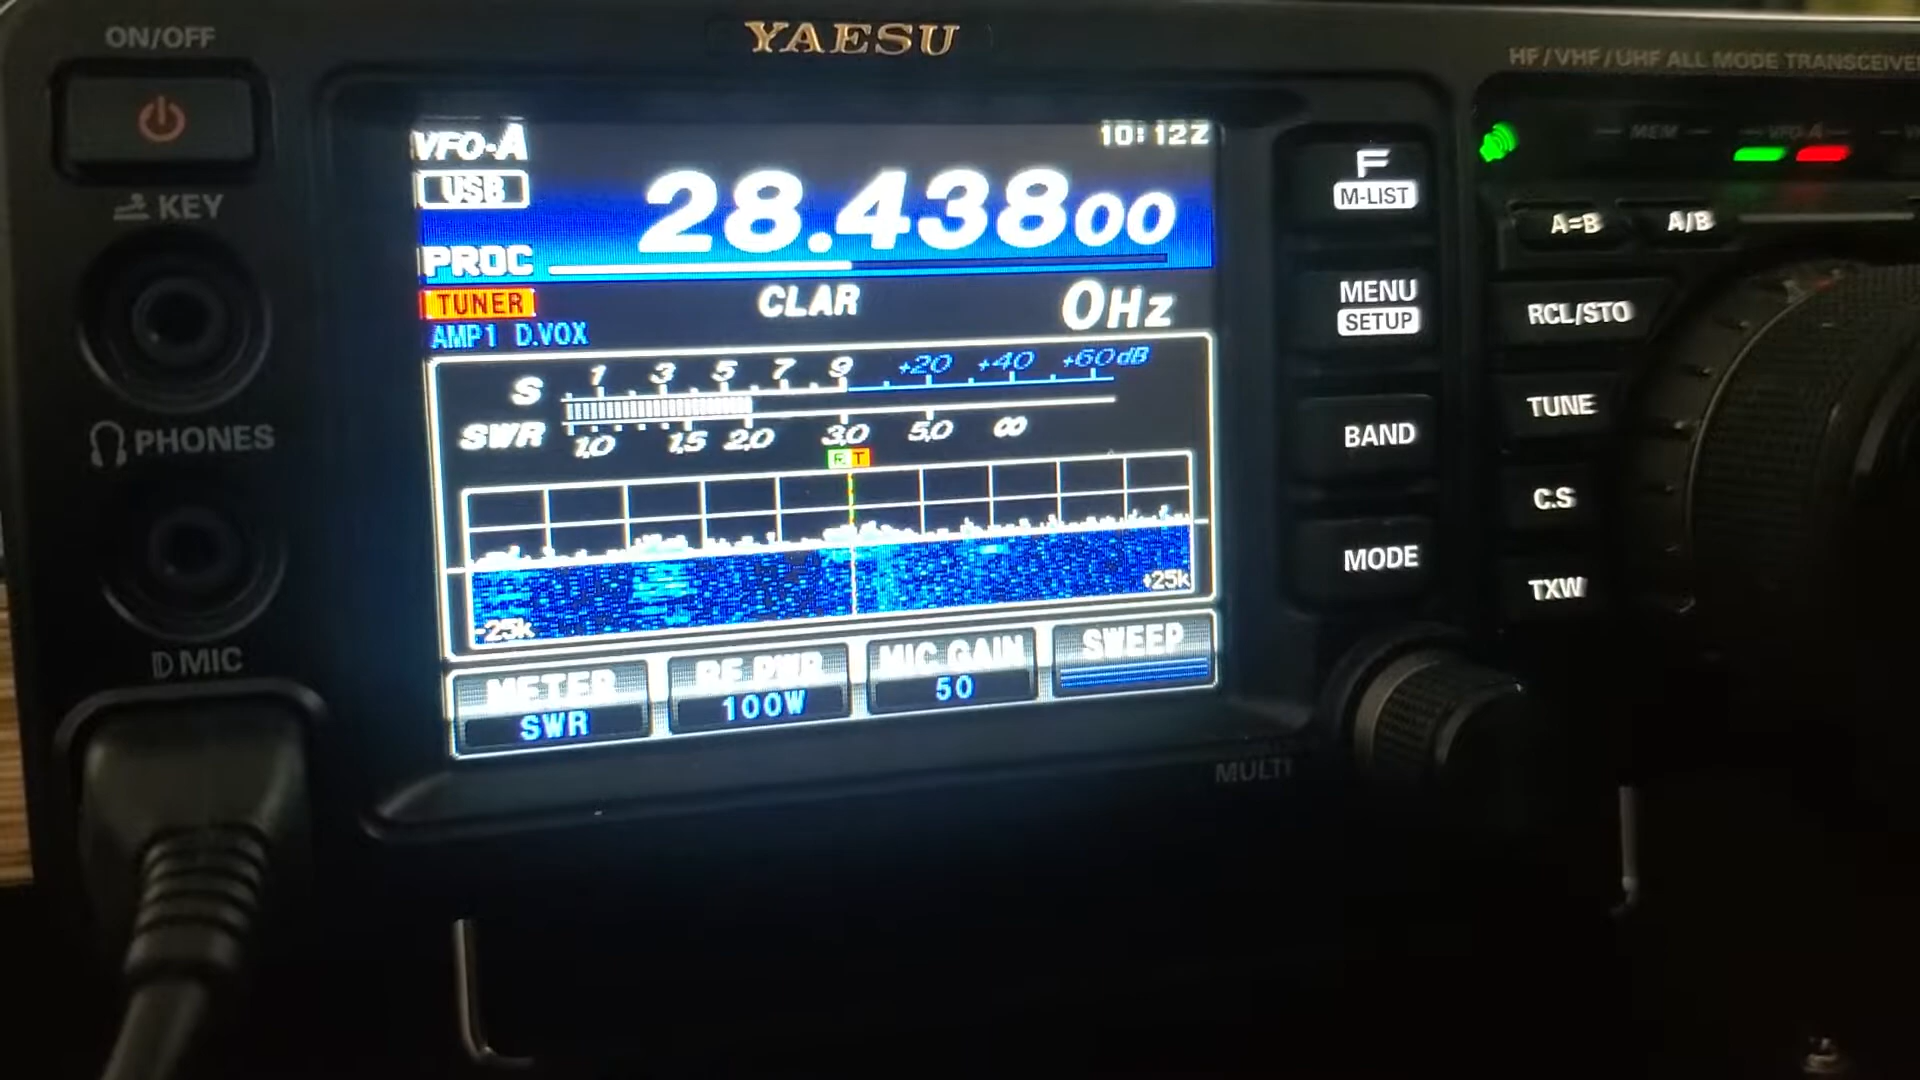 YAESU
ON/OFF
HF/VHF/UHF ALL MODE TRANSCEIVER
VFO-A
10:12Z
USB
28.43800
PROC
TUNER
CLAR
0Hz
AMP1 D.VOX
S 1 3 5 7 9 +20 +40 +60dB
SWR 1.0 1.5 2.0 3.0 5.0 ∞
R T
-25k
+25k
METER
SWR
RF PWR
100W
MIC GAIN
50
SWEEP
KEY
PHONES
MIC
F
M-LIST
MENU
SETUP
BAND
MODE
MULTI
MEM
VFO-A
A=B
A/B
RCL/STO
TUNE
C.S
TXW